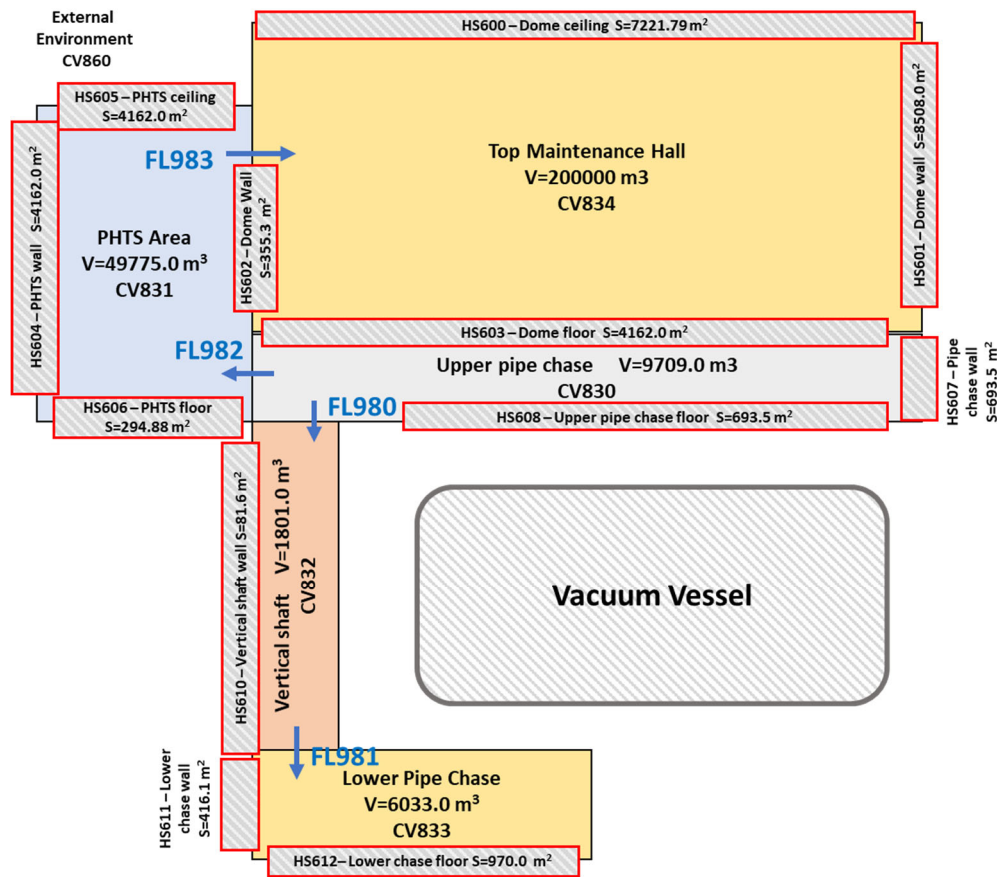 External
Environment
CV860
HS600 – Dome ceiling S=7221.79 m²
HS605 – PHTS ceiling
S=4162.0 m²
HS601 – Dome wall S=8508.0 m²
HS604 – PHTS wall S=4162.0 m²
FL983
Top Maintenance Hall
V=200000 m3
CV834
HS602 – Dome Wall
S=355.3 m²
PHTS Area
V=49775.0 m³
CV831
HS603 – Dome floor S=4162.0 m²
FL982
Upper pipe chase V=9709.0 m3
CV830
HS607 – Pipe
chase wall
S=693.5 m²
HS606 – PHTS floor
S=294.88 m²
FL980
HS608 – Upper pipe chase floor S=693.5 m²
HS610 – Vertical shaft wall S=81.6 m²
Vertical shaft V=1801.0 m³
CV832
Vacuum Vessel
FL981
HS611 – Lower
chase wall
S=416.1 m²
Lower Pipe Chase
V=6033.0 m³
CV833
HS612– Lower chase floor S=970.0 m²